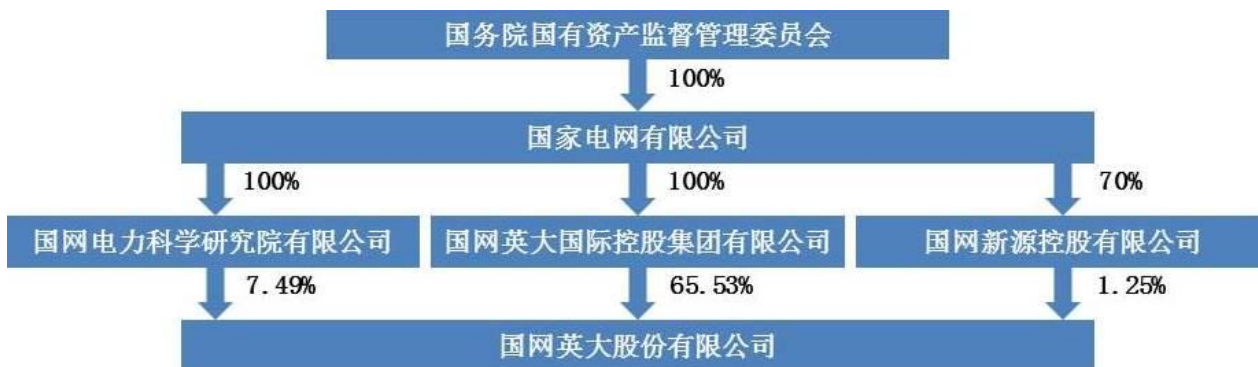 国务院国有资产监督管理委员会
100%
国家电网有限公司
100%
100%
70%
国网电力科学研究院有限公司
国网英大国际控股集团有限公司
国网新源控股有限公司
7.49%
65.53%
1.25%
国网英大股份有限公司